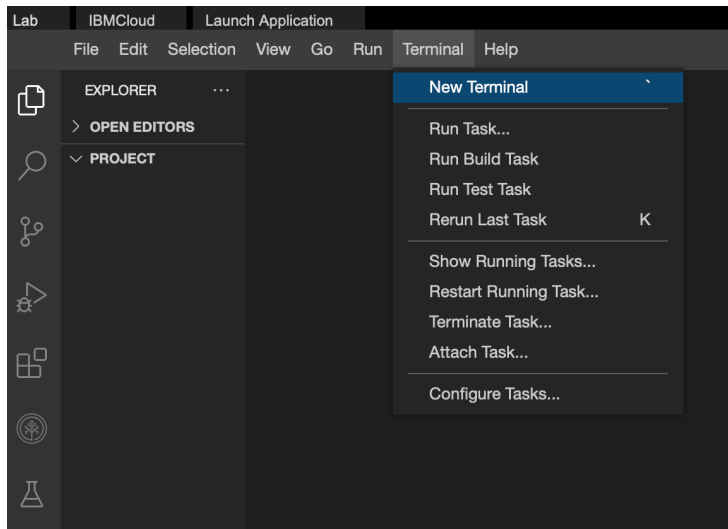 Lab IBMCloud Launch Application
File Edit Selection View Go Run Terminal Help
EXPLORER ...
OPEN EDITORS
PROJECT
New Terminal `
Run Task...
Run Build Task
Run Test Task
Rerun Last Task K
Show Running Tasks...
Restart Running Task...
Terminate Task...
Attach Task...
Configure Tasks...